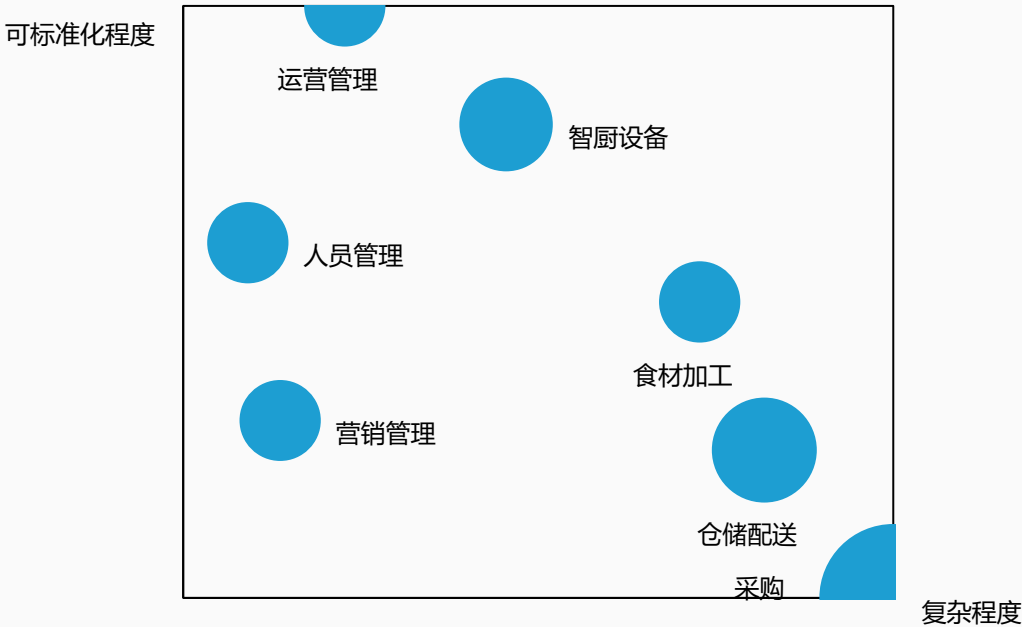 可标准化程度
运营管理
智厨设备
人员管理
食材加工
营销管理
仓储配送
采购
复杂程度